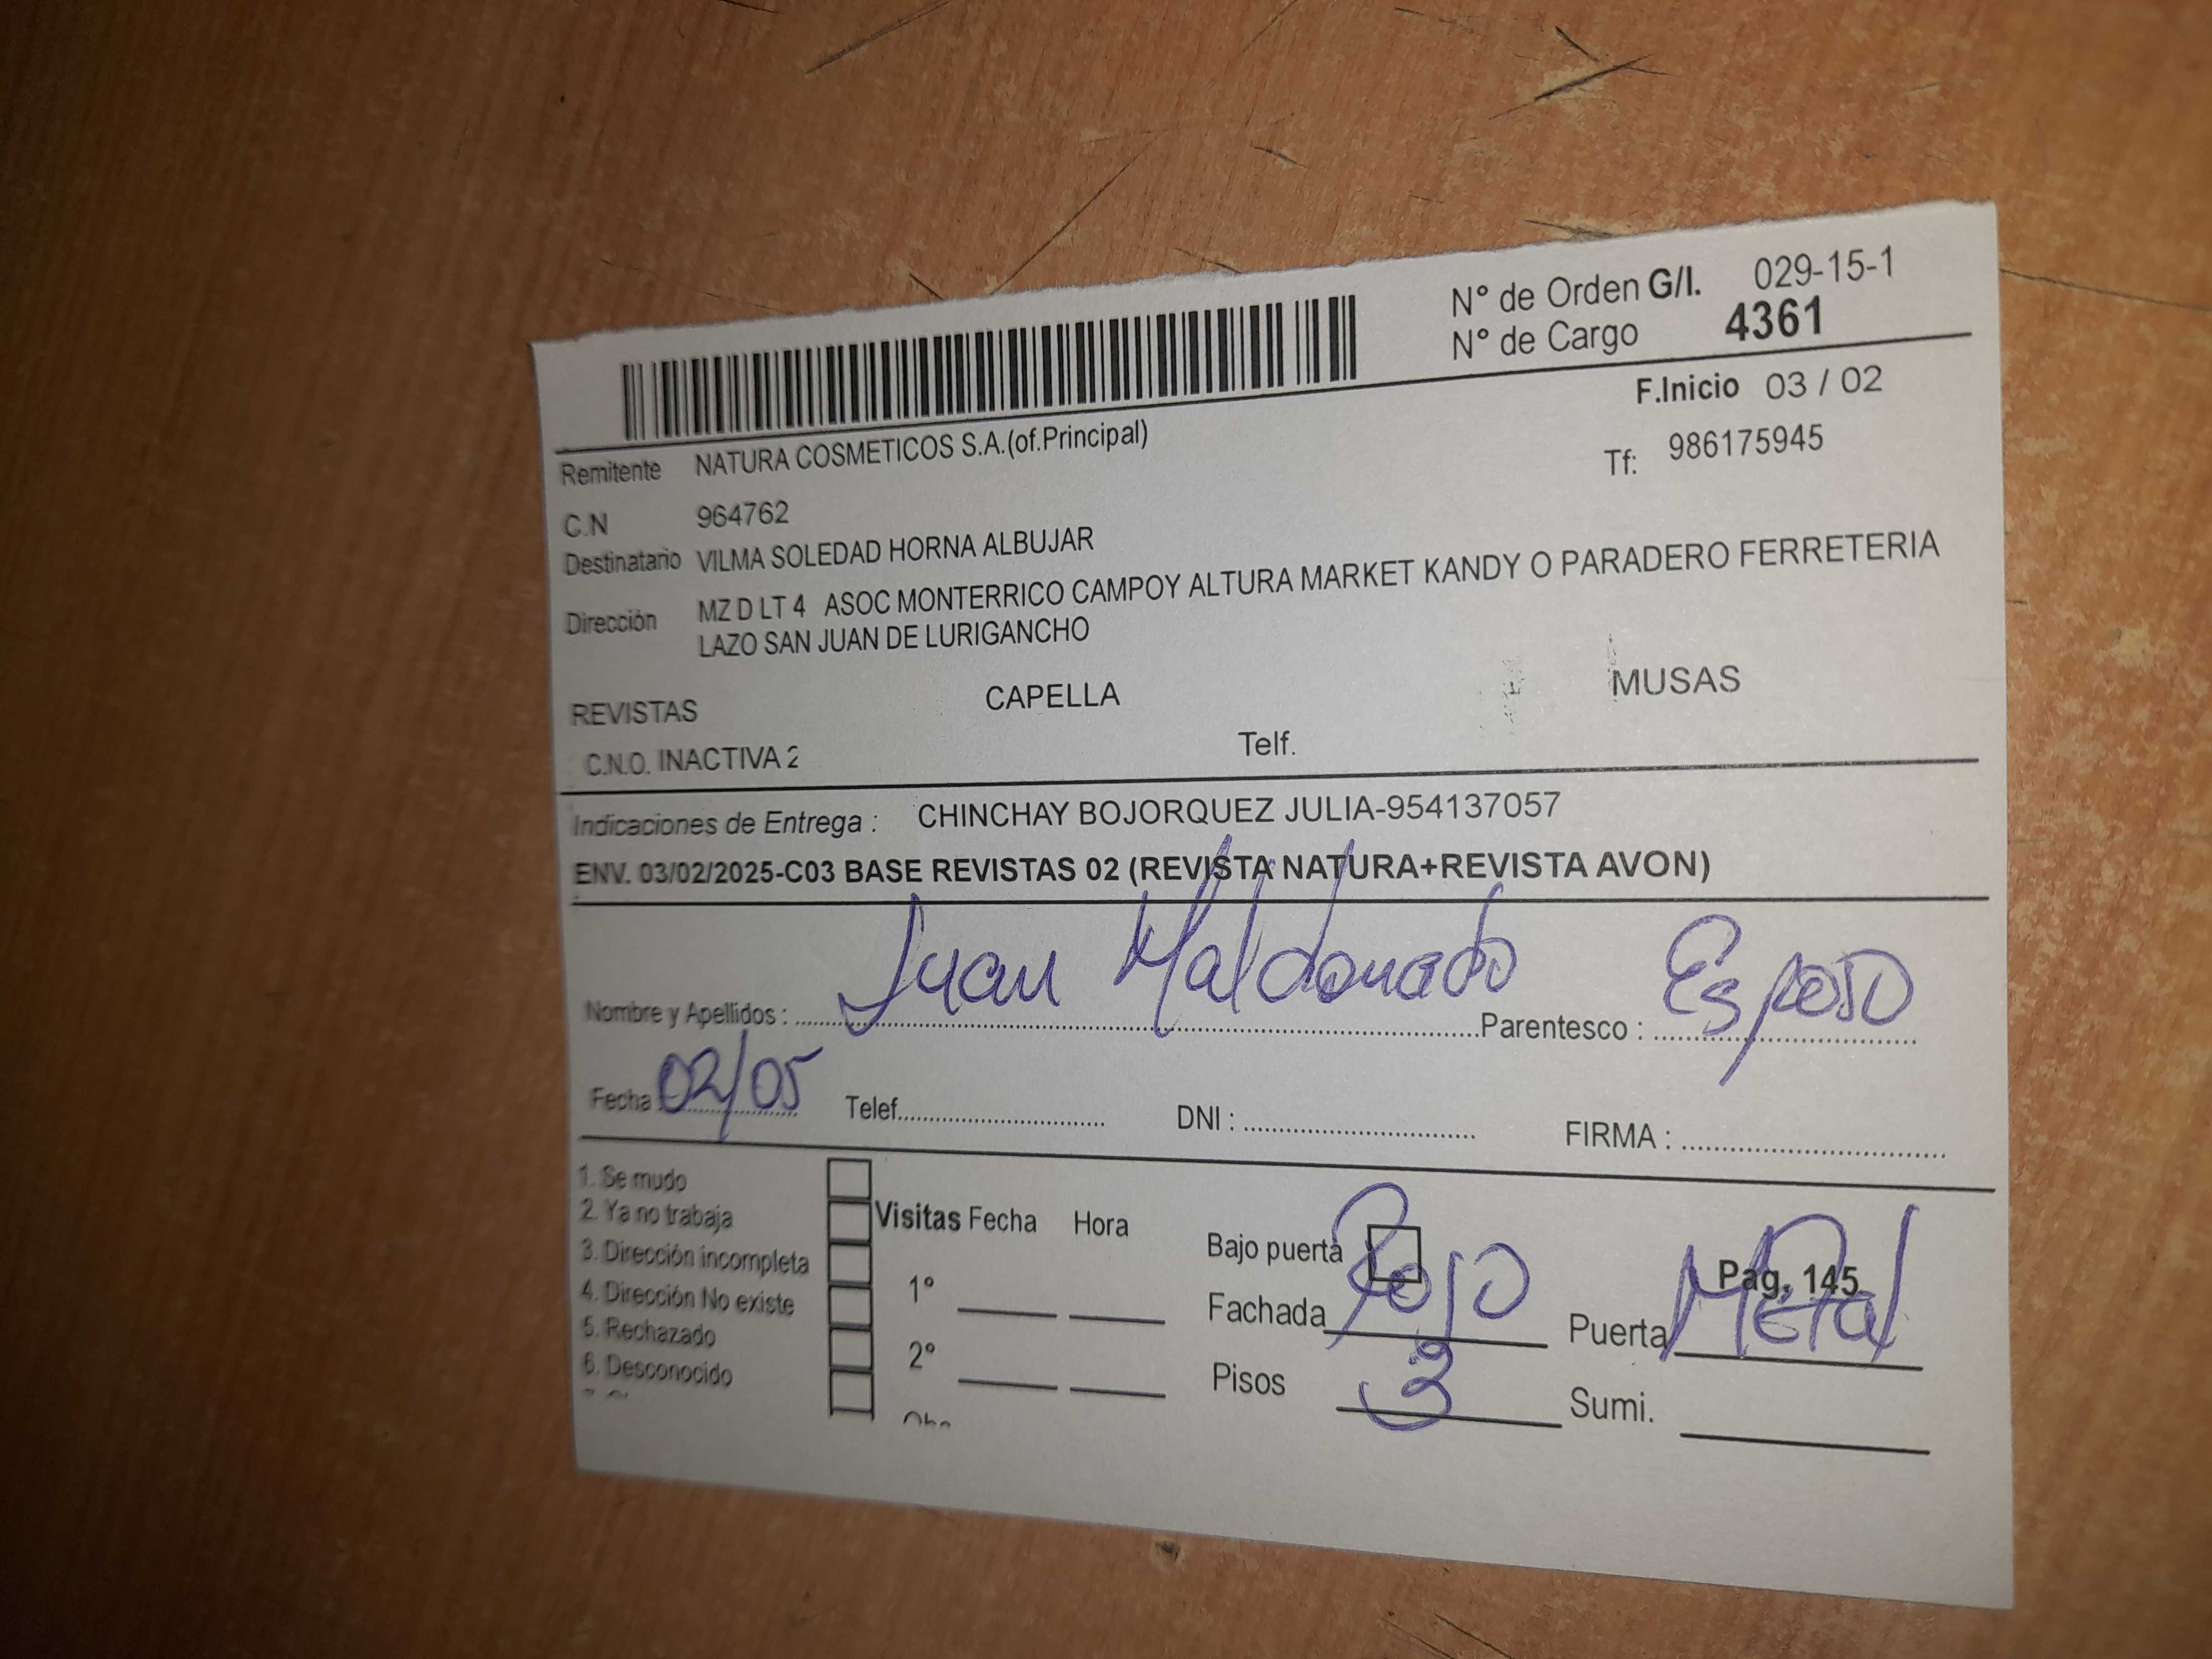 N° de Orden G/I. 029-15-1
N° de Cargo 4361
F.Inicio 03 / 02
Remitente NATURA COSMETICOS S.A.(of.Principal)
Tf: 986175945
C.N 964762
Destinatario VILMA SOLEDAD HORNA ALBUJAR
Dirección MZ D LT 4 ASOC MONTERRICO CAMPOY ALTURA MARKET KANDY O PARADERO FERRETERIA
LAZO SAN JUAN DE LURIGANCHO
REVISTAS CAPELLA MUSAS
C.N.O. INACTIVA 2 Telf.
Indicaciones de Entrega : CHINCHAY BOJORQUEZ JULIA-954137057
ENV. 03/02/2025-C03 BASE REVISTAS 02 (REVISTA NATURA+REVISTA AVON)
Nombre y Apellidos : Juan Maldonado Parentesco : Esposo
Fecha 02/05 Telef. DNI : FIRMA :
1. Se mudo
2. Ya no trabaja
3. Dirección incompleta
4. Dirección No existe
5. Rechazado
6. Desconocido
Visitas Fecha Hora
1°
2°
Bajo puerta
Fachada Rojo
Pisos 3
Pag. 145
Puerta Metal
Sumi.